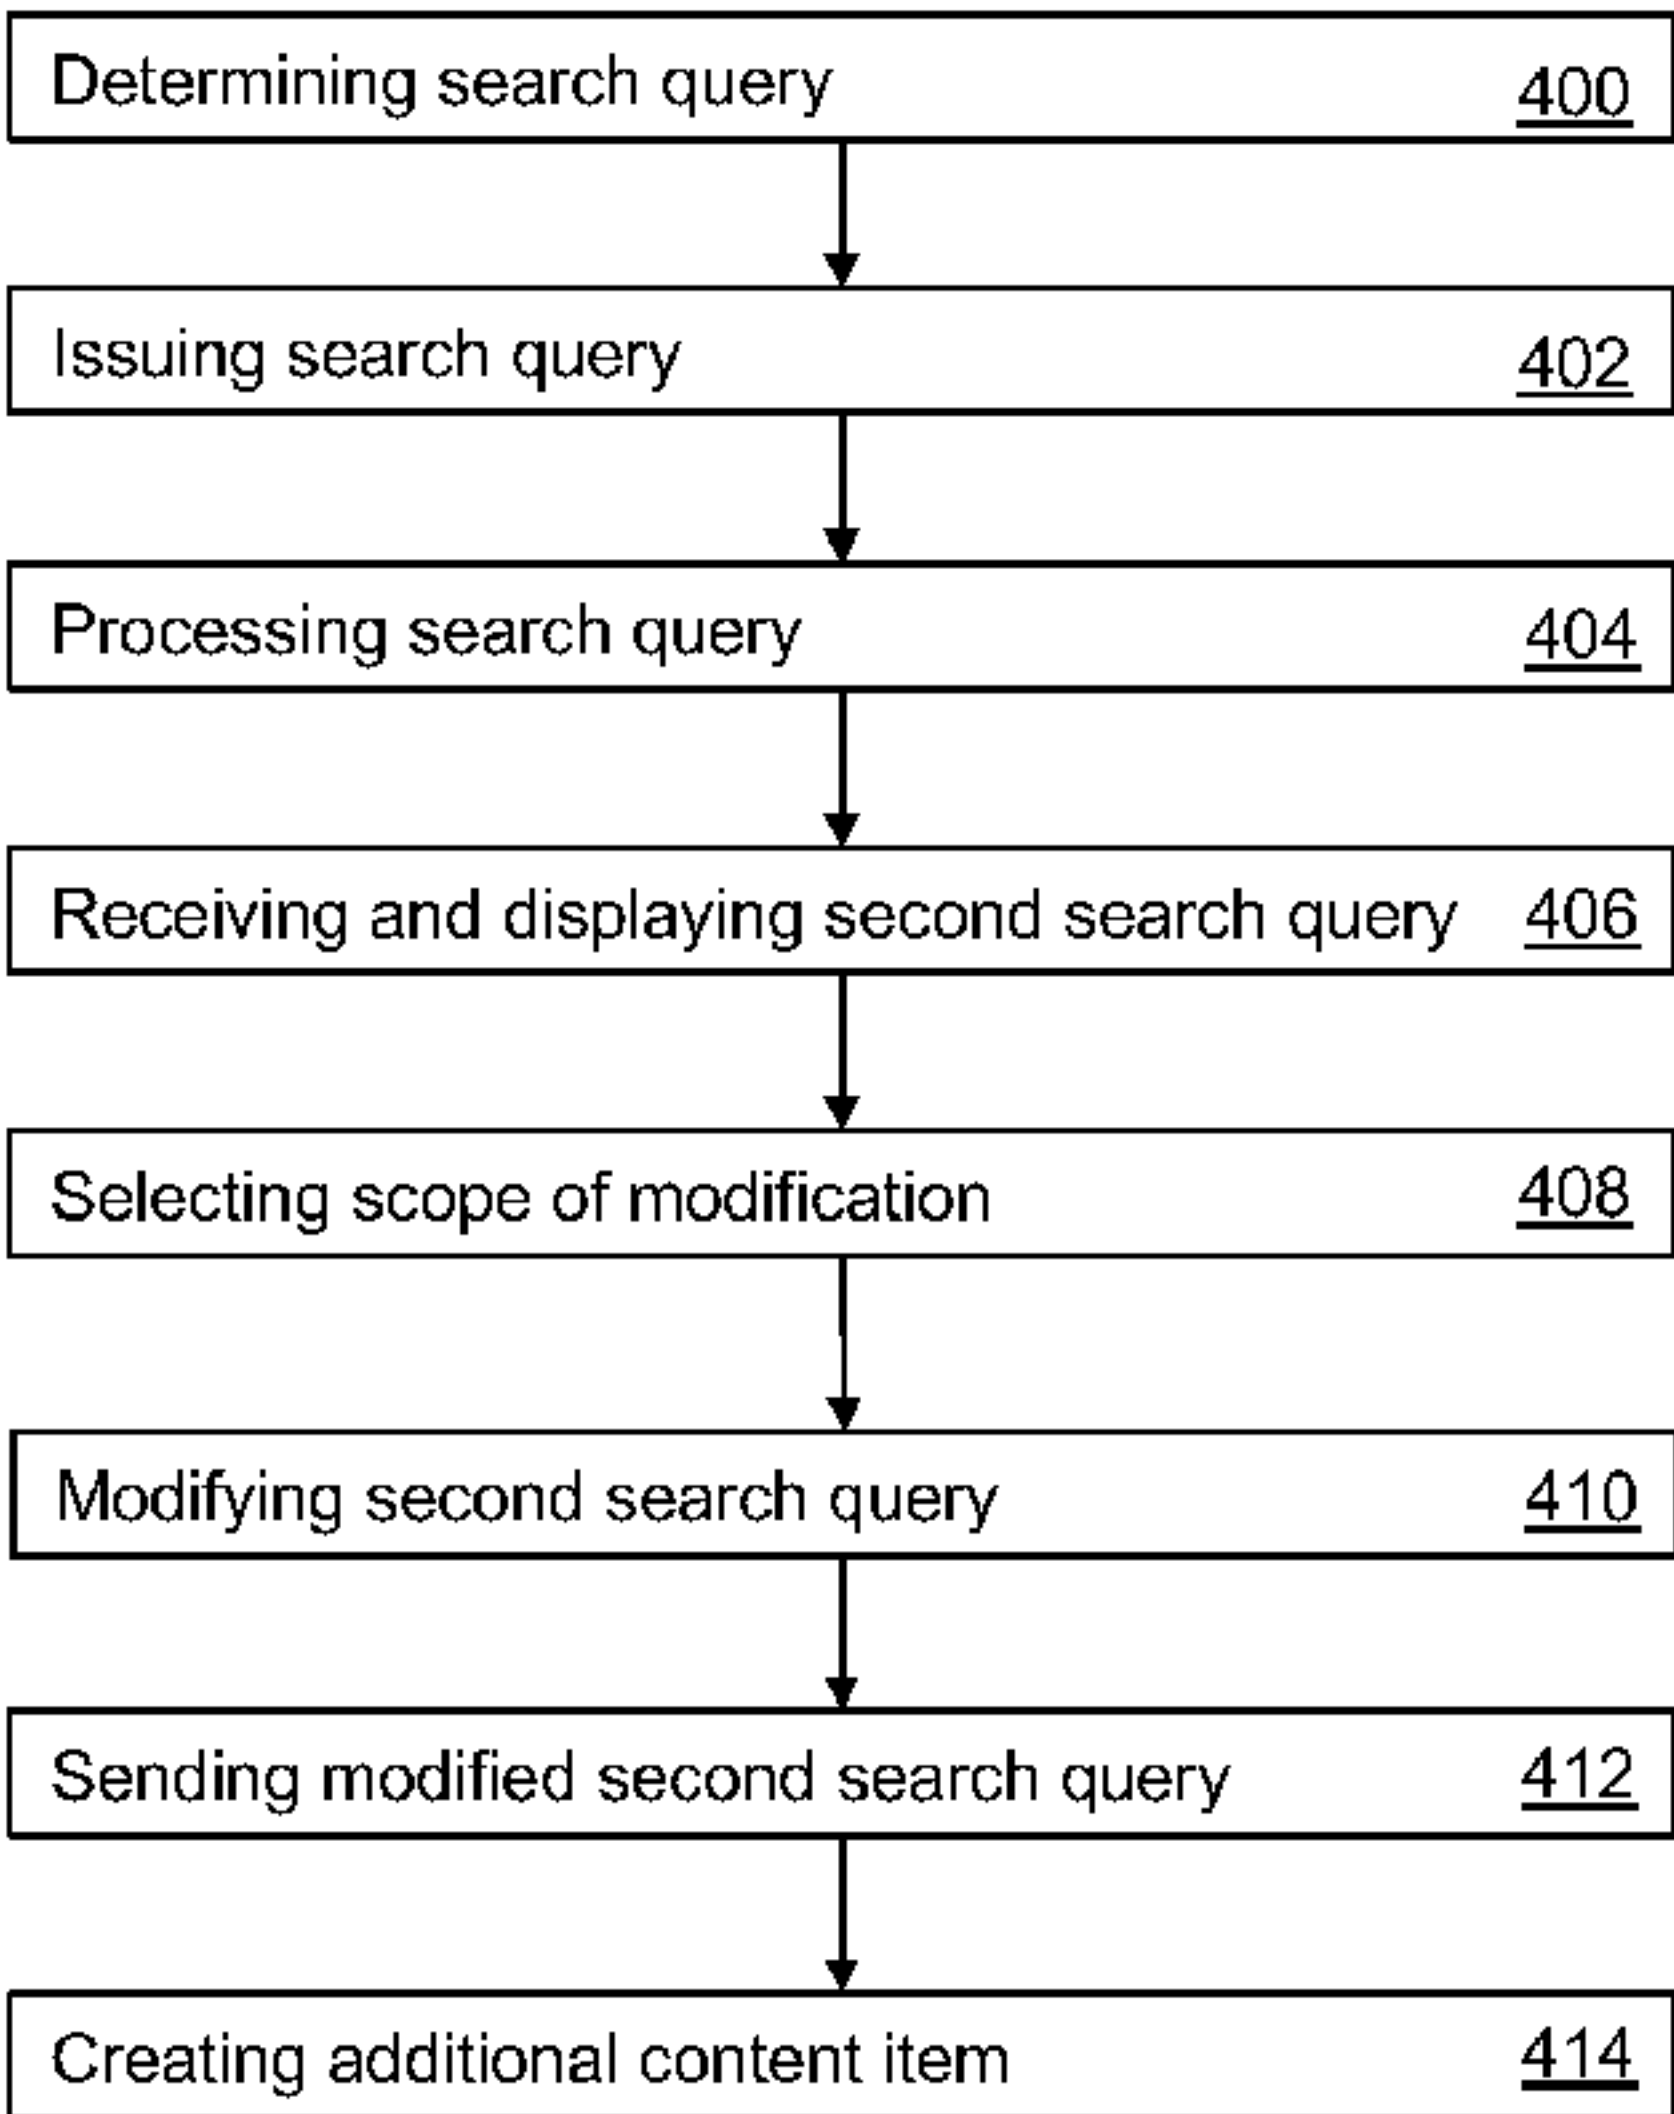 Determining search query 400
Issuing search query 402
Processing search query 404
Receiving and displaying second search query 406
Selecting scope of modification 408
Modifying second search query 410
Sending modified second search query 412
Creating additional content item 414